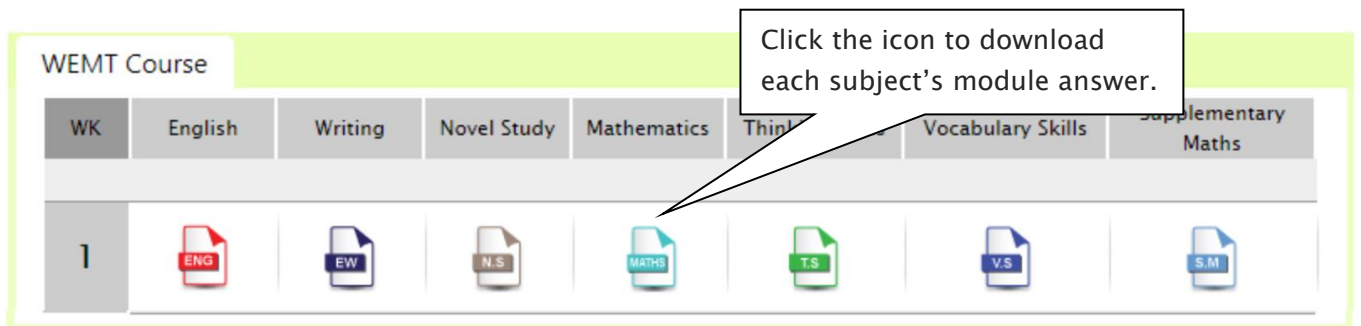 Click the icon to download
each subject's module answer.
WEMT Course
WK English Writing Novel Study Mathematics Vocabulary Skills Supplementary
Maths
1 ENG EW N.S MATHS T.S V.S S.M